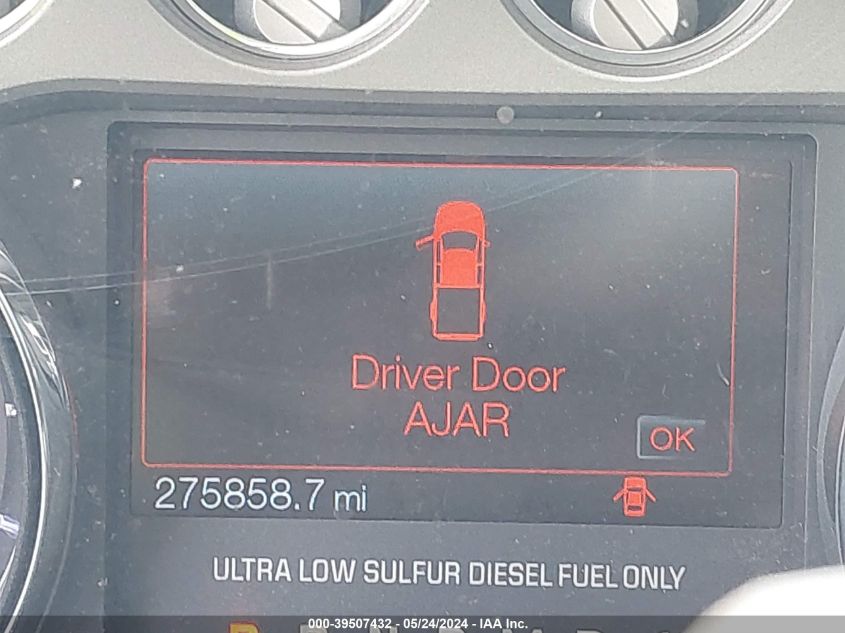 Driver Door
AJAR
OK
275858.7 mi
ULTRA LOW SULFUR DIESEL FUEL ONLY
000-39507432 - 05/24/2024 - IAA Inc.